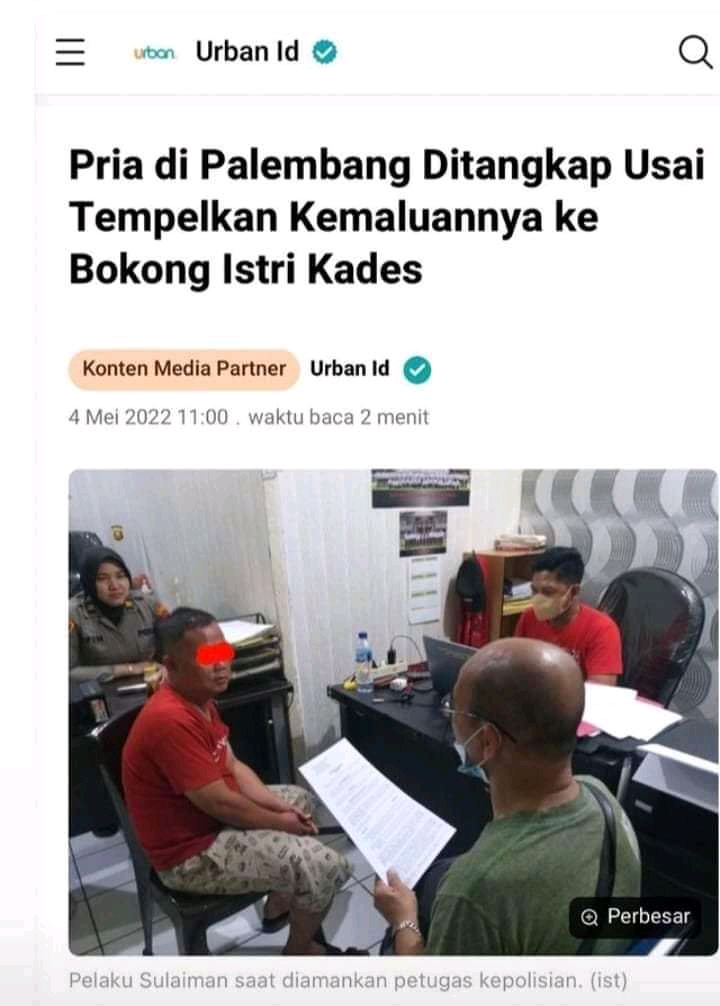 urban Urban Id
Pria di Palembang Ditangkap Usai
Tempelkan Kemaluannya ke
Bokong Istri Kades
Konten Media Partner Urban Id
4 Mei 2022 11:00 . waktu baca 2 menit
Perbesar
Pelaku Sulaiman saat diamankan petugas kepolisian. (ist)